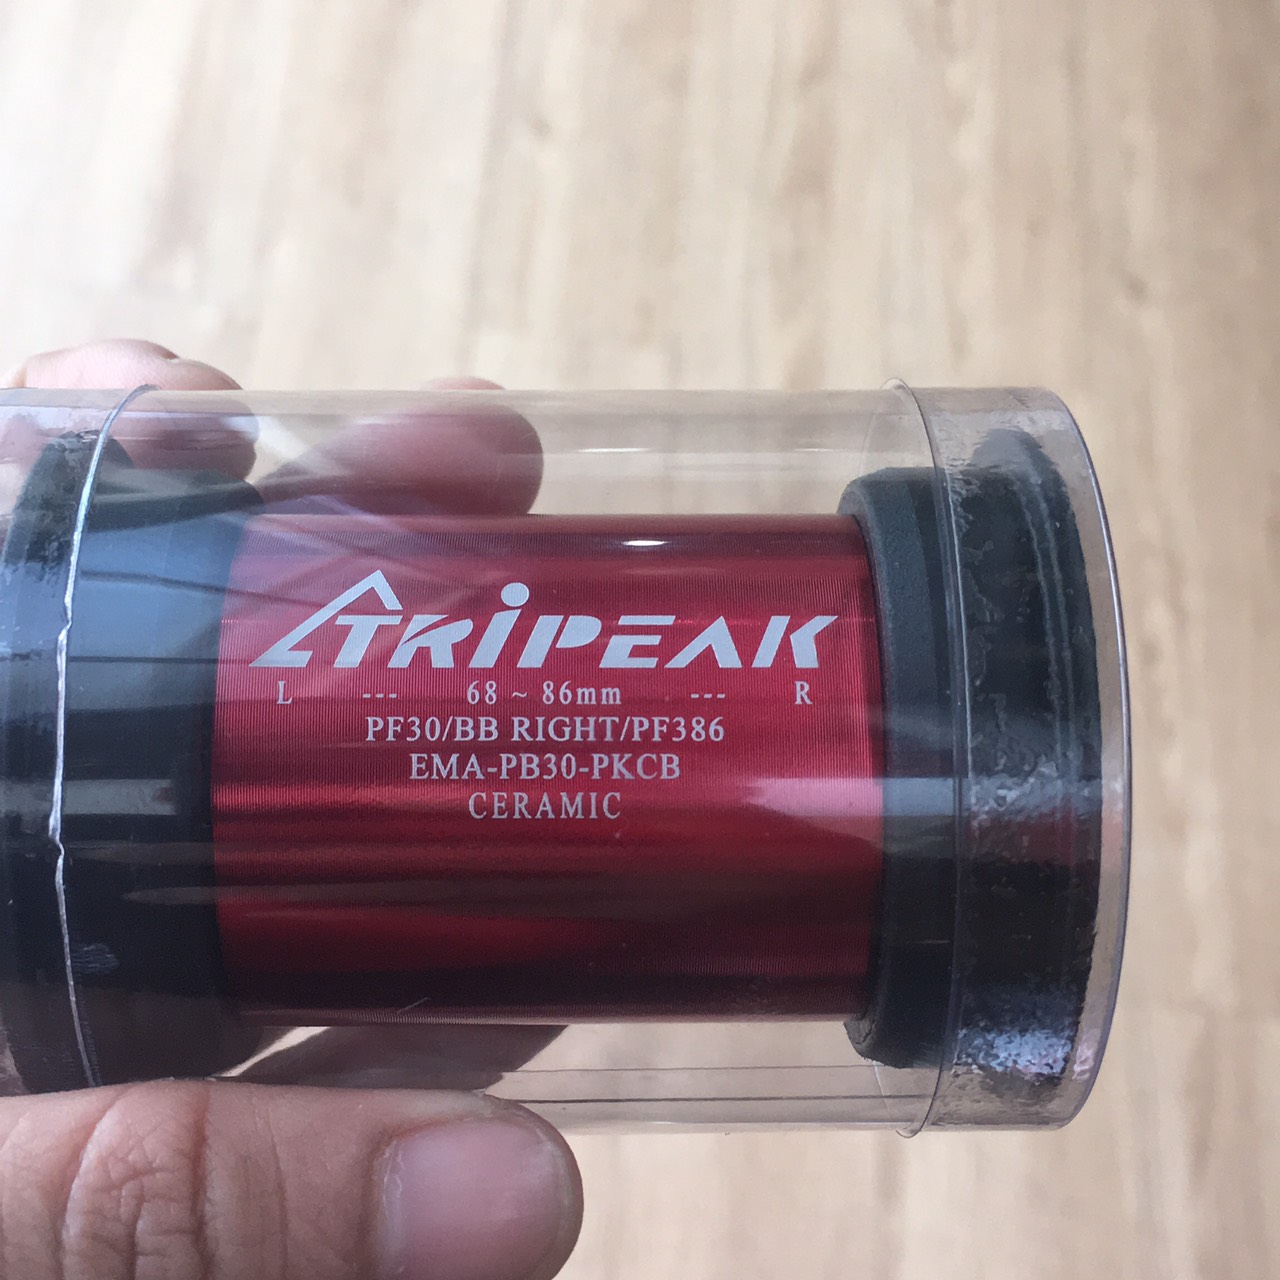 TRIPEAK
L --- 68 ~ 86mm --- R
PF30/BB RIGHT/PF386
EMA-PB30-PKCB
CERAMIC